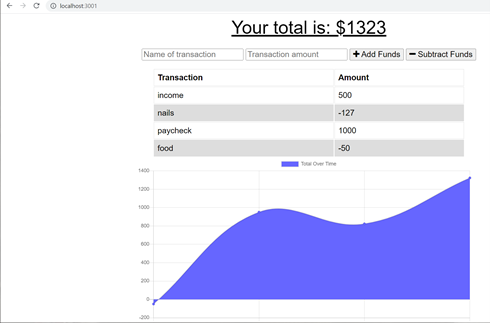 localhost:3001
Your total is: $1323
Name of transaction Transaction amount + Add Funds − Subtract Funds
Transaction Amount
income 500
nails -127
paycheck 1000
food -50
Total Over Time
1400
1200
1000
800
600
400
200
0
-200